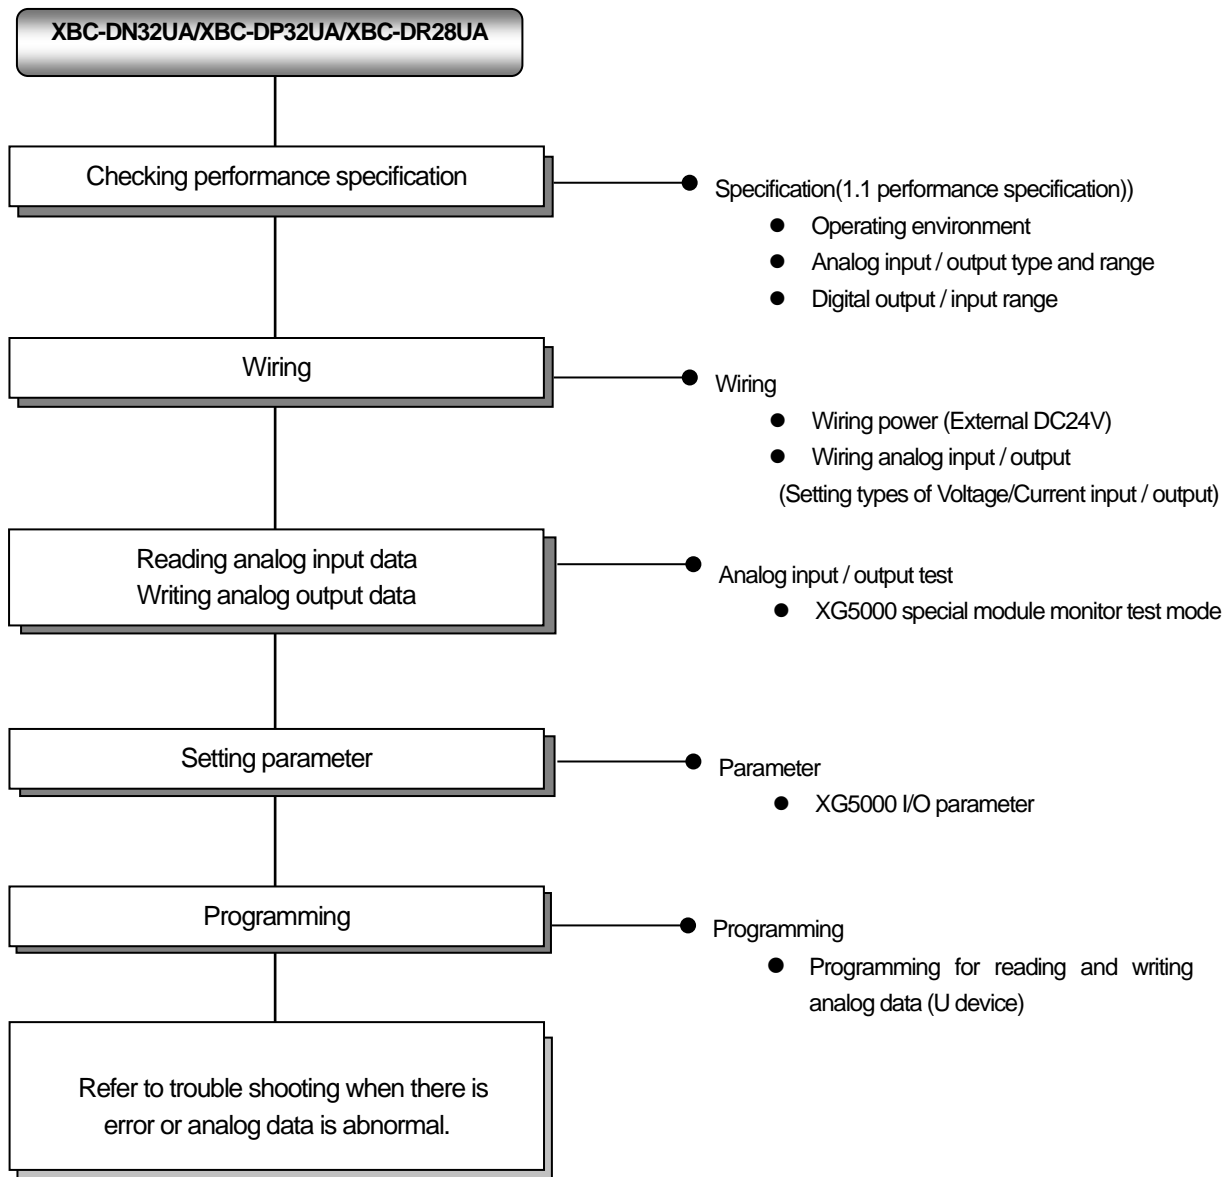 XBC-DN32UA/XBC-DP32UA/XBC-DR28UA
Checking performance specification
Specification(1.1 performance specification))
● Operating environment
● Analog input / output type and range
● Digital output / input range
Wiring
Wiring
● Wiring power (External DC24V)
● Wiring analog input / output
(Setting types of Voltage/Current input / output)
Reading analog input data
Writing analog output data
Analog input / output test
● XG5000 special module monitor test mode
Setting parameter
Parameter
● XG5000 I/O parameter
Programming
Programming
● Programming for reading and writing
analog data (U device)
Refer to trouble shooting when there is
error or analog data is abnormal.